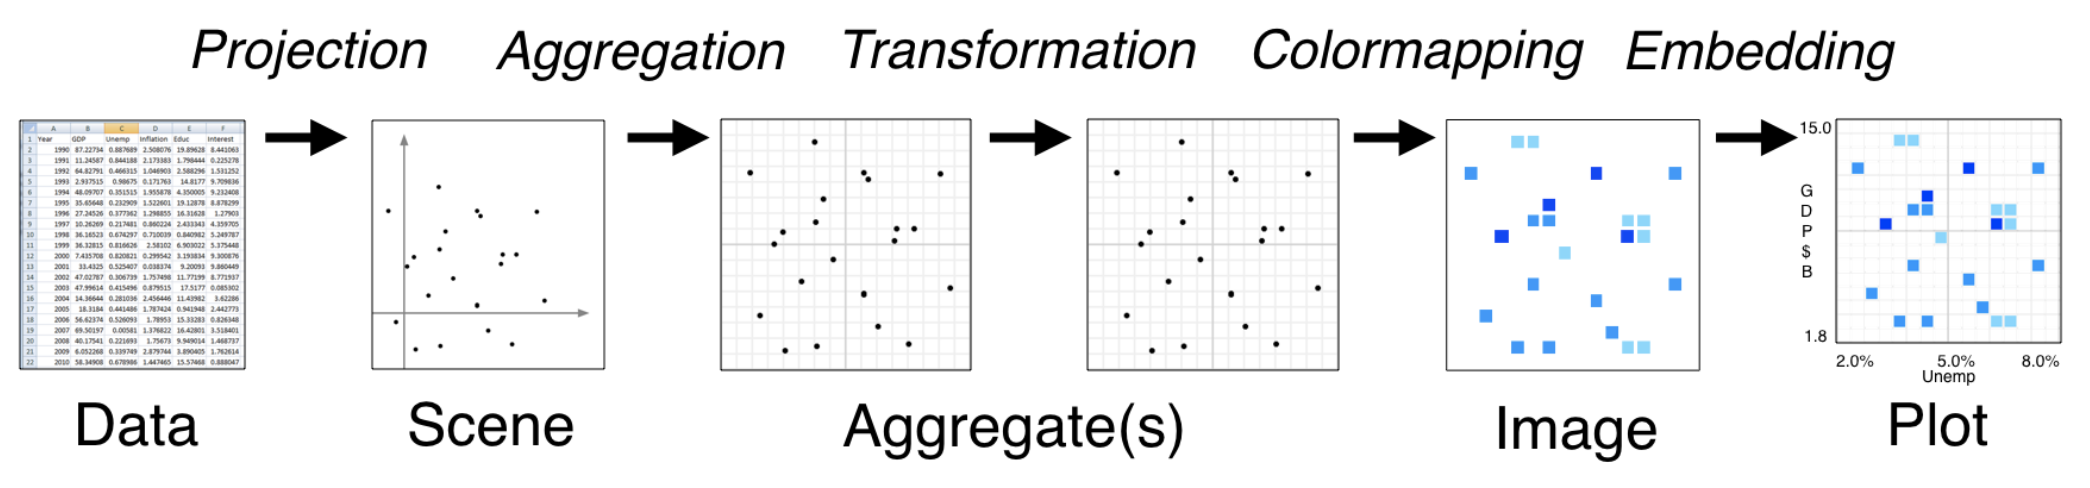 Projection Aggregation Transformation Colormapping Embedding
A B C D E F
1 Year GDP Unemp Inflation Educ Interest
2 1990 87.22734 0.887689 2.508076 19.89628 8.441063
3 1991 11.24587 0.844188 2.173383 1.798444 0.225278
4 1992 64.82791 0.466315 1.046903 2.588296 1.531252
5 1993 2.937515 0.98675 0.171763 14.8177 9.709836
6 1994 48.09707 0.351515 1.955878 4.350005 9.232408
7 1995 35.65648 0.232909 1.522601 19.12878 8.878299
8 1996 27.24526 0.377362 1.298855 16.31628 1.27903
9 1997 10.26269 0.217481 0.860224 2.433343 4.359705
10 1998 36.16523 0.674297 0.710039 0.840982 5.249787
11 1999 36.32815 0.816626 2.58102 6.903022 5.375448
12 2000 7.435708 0.820821 0.299542 3.193834 9.300876
13 2001 33.4325 0.525407 0.038374 9.20093 9.860449
14 2002 47.02787 0.306739 1.757498 11.77199 8.771937
15 2003 47.99614 0.415496 0.879515 17.5177 0.085302
16 2004 14.36644 0.281036 2.456446 11.43982 3.62286
17 2005 18.3184 0.441486 1.787424 0.941948 2.442773
18 2006 56.62374 0.526093 1.78953 15.33283 0.826348
19 2007 69.50197 0.00581 1.376822 16.42801 3.518401
20 2008 40.17541 0.221693 1.75673 9.949014 1.468737
21 2009 6.052268 0.339749 2.879744 3.890405 1.762614
22 2010 58.34908 0.678986 1.447465 15.57468 0.888047
15.0
G
D
P
$
B
1.8
2.0% 5.0% 8.0%
Unemp
Data Scene Aggregate(s) Image Plot